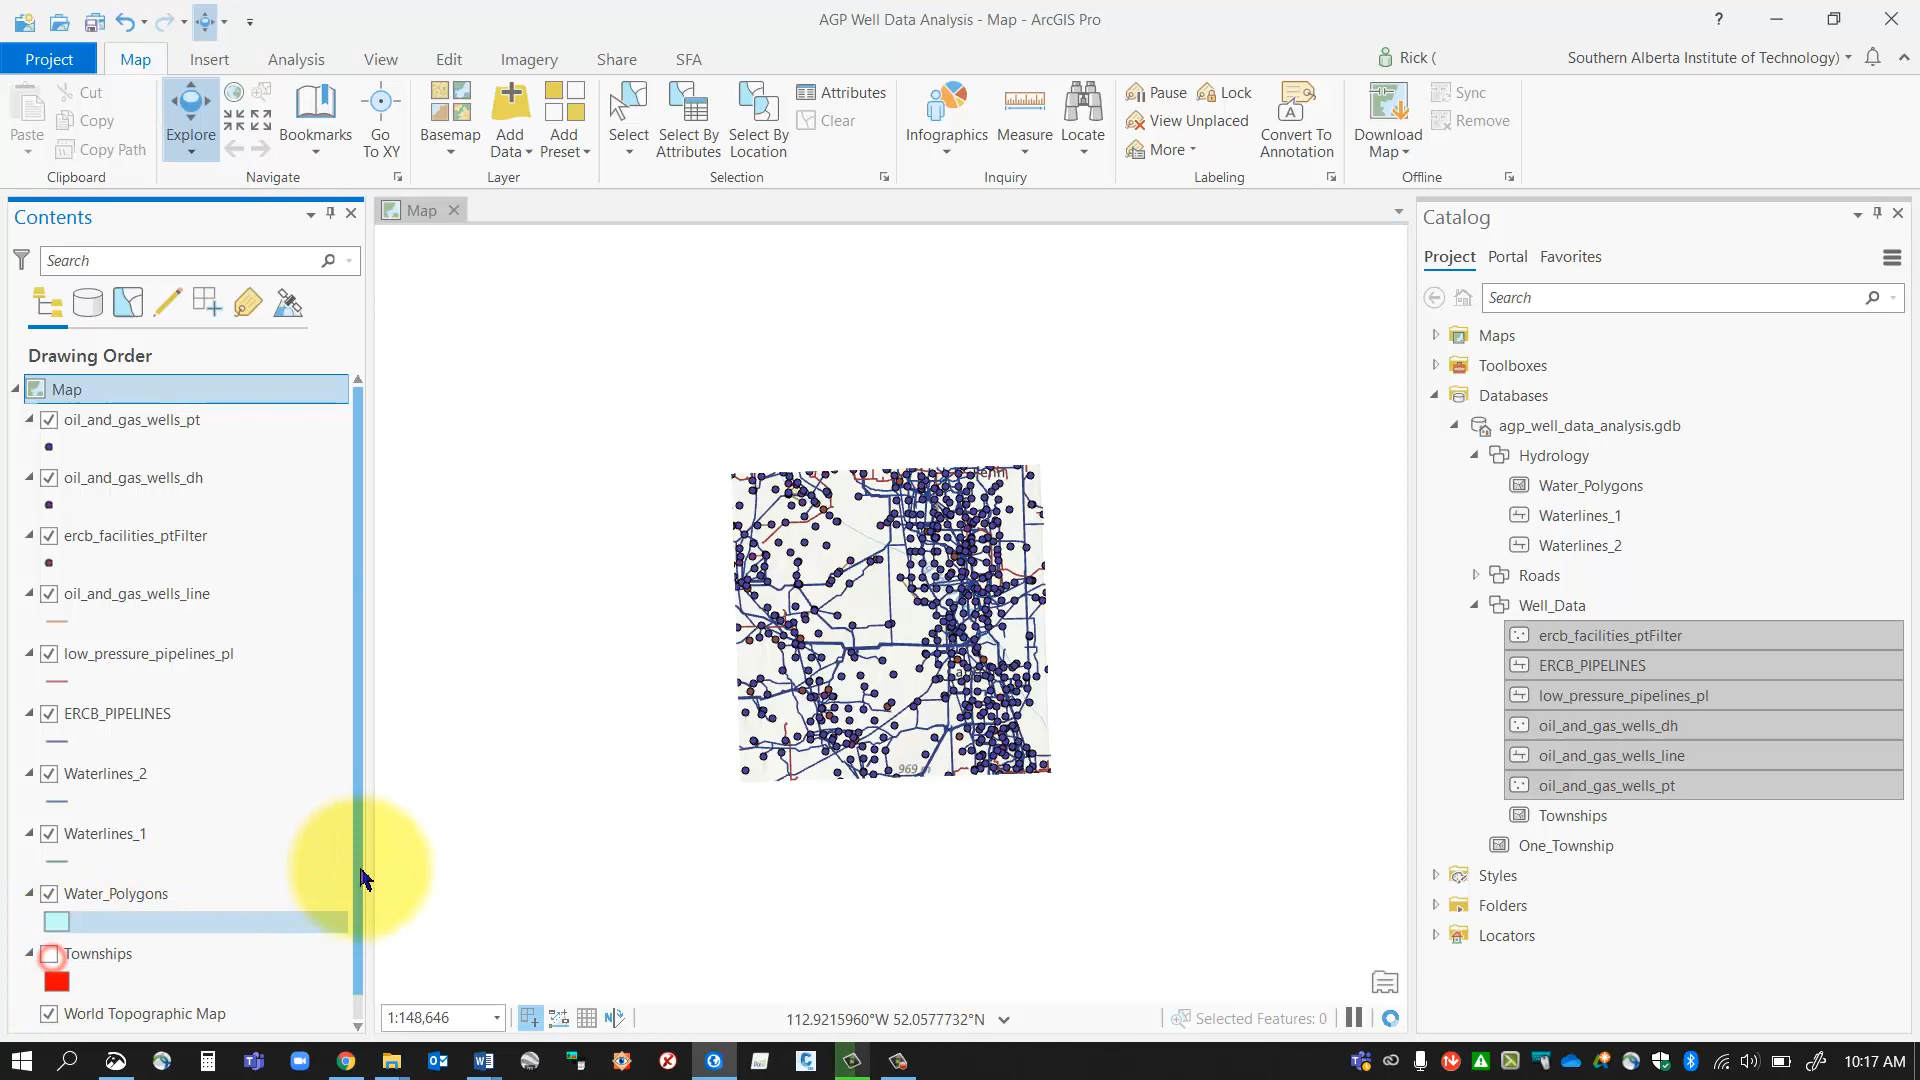 AGP Well Data Analysis - Map - ArcGIS Pro
?
Project
Map
Insert
Analysis
View
Edit
Imagery
Share
SFA
Rick (
Southern Alberta Institute of Technology)
Paste
Cut
Copy
Copy Path
Clipboard
Explore
Bookmarks
Go
To XY
Navigate
Basemap
Add
Data
Add
Preset
Layer
Select
Select By
Attributes
Select By
Location
Attributes
Clear
Selection
Infographics
Measure
Locate
Inquiry
Pause
Lock
View Unplaced
More
Convert To
Annotation
Labeling
Download
Map
Sync
Remove
Offline
Contents
Search
Drawing Order
Map
oil_and_gas_wells_pt
oil_and_gas_wells_dh
ercb_facilities_ptFilter
oil_and_gas_wells_line
low_pressure_pipelines_pl
ERCB_PIPELINES
Waterlines_2
Waterlines_1
Water_Polygons
Townships
World Topographic Map
Map
969 m
1:148,646
112.9215960°W 52.0577732°N
Selected Features: 0
Catalog
Project
Portal
Favorites
Search
Maps
Toolboxes
Databases
agp_well_data_analysis.gdb
Hydrology
Water_Polygons
Waterlines_1
Waterlines_2
Roads
Well_Data
ercb_facilities_ptFilter
ERCB_PIPELINES
low_pressure_pipelines_pl
oil_and_gas_wells_dh
oil_and_gas_wells_line
oil_and_gas_wells_pt
Townships
One_Township
Styles
Folders
Locators
10:17 AM